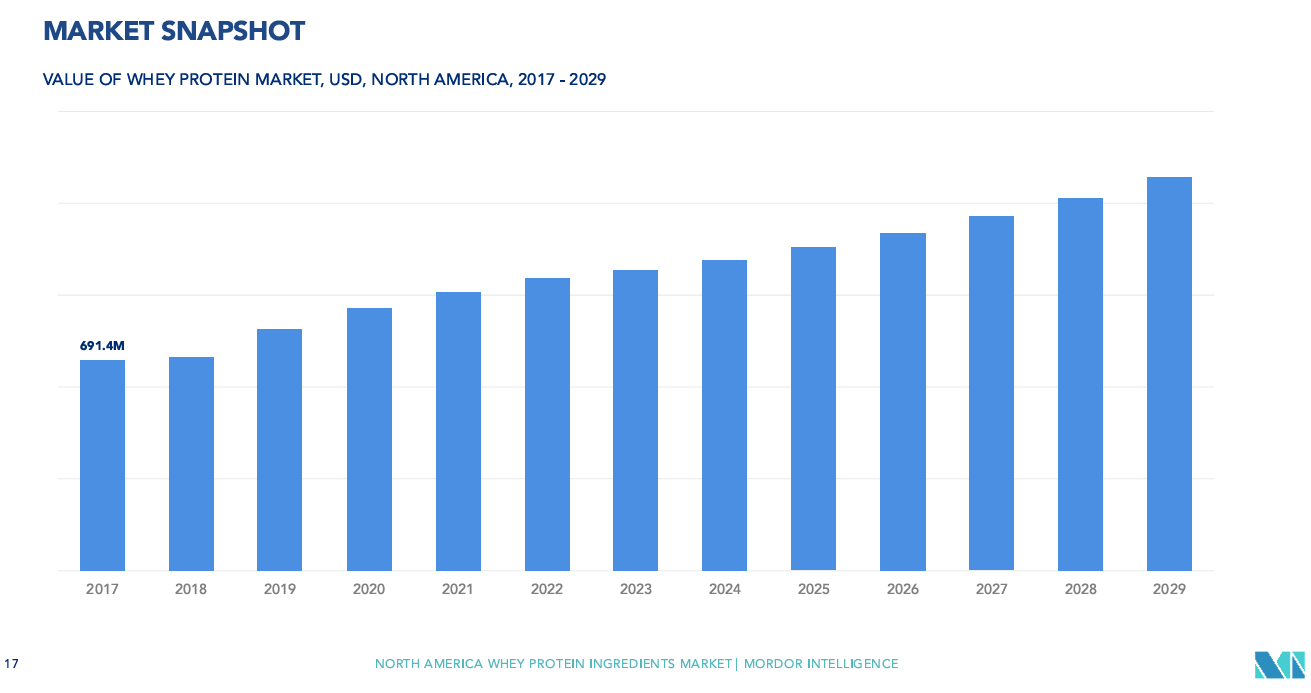 MARKET SNAPSHOT
VALUE OF WHEY PROTEIN MARKET, USD, NORTH AMERICA, 2017 - 2029
691.4M
2017 2018 2019 2020 2021 2022 2023 2024 2025 2026 2027 2028 2029
17 NORTH AMERICA WHEY PROTEIN INGREDIENTS MARKET | MORDOR INTELLIGENCE